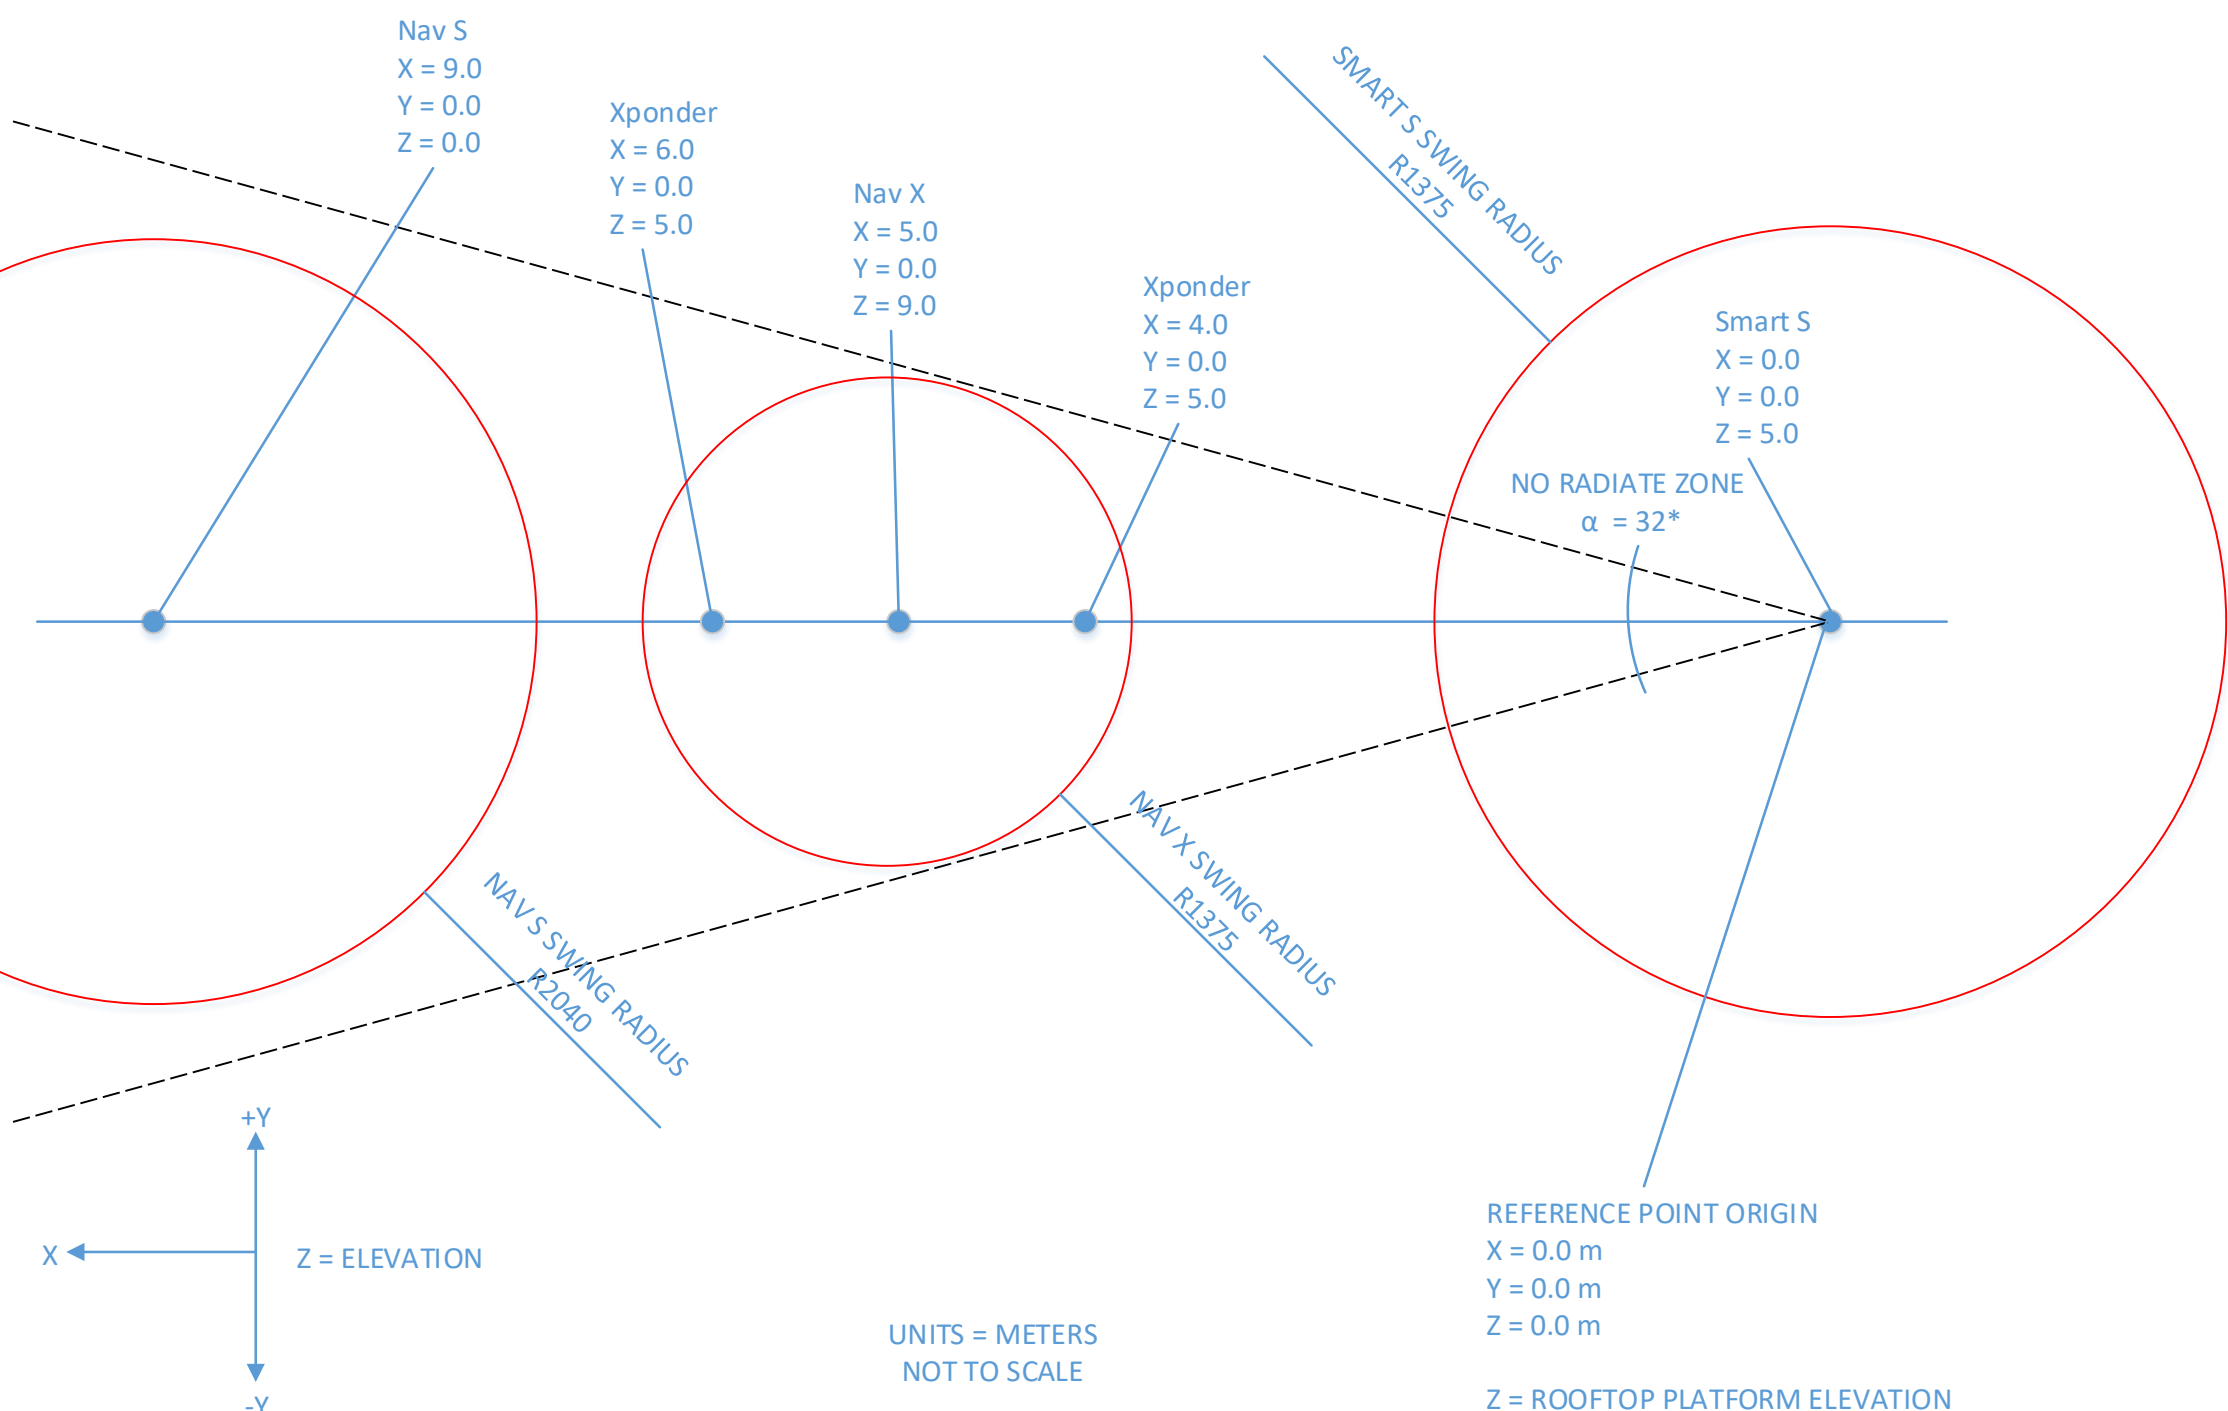 Nav S
X = 9.0
Y = 0.0
Z = 0.0
Xponder
X = 6.0
Y = 0.0
Z = 5.0
Nav X
X = 5.0
Y = 0.0
Z = 9.0
Xponder
X = 4.0
Y = 0.0
Z = 5.0
SMART S SWING RADIUS
R1375
Smart S
X = 0.0
Y = 0.0
Z = 5.0
NO RADIATE ZONE
α = 32*
NAV S SWING RADIUS
R2040
NAV X SWING RADIUS
R1375
+Y
X
Z = ELEVATION
-Y
UNITS = METERS
NOT TO SCALE
REFERENCE POINT ORIGIN
X = 0.0 m
Y = 0.0 m
Z = 0.0 m
Z = ROOFTOP PLATFORM ELEVATION